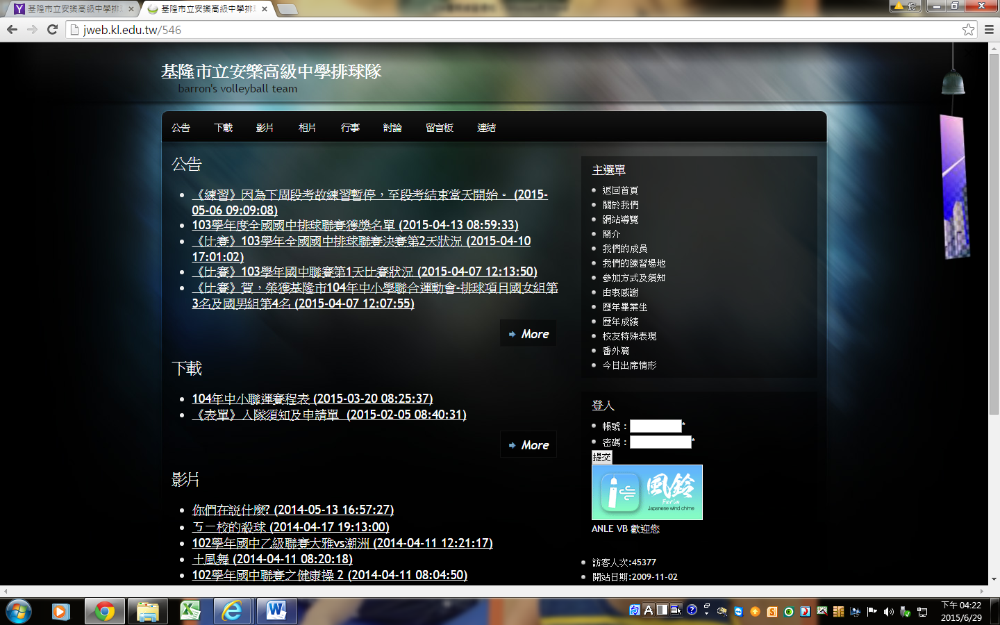 基隆市立安樂高級中學排球
基隆市立安樂高級中學排球
您
jweb.kl.edu.tw/546
基隆市立安樂高級中學排球隊
barron's volleyball team
公告 下載 影片 相片 行事 討論 留言板 連結
公告
《練習》因為下周段考故練習暫停，至段考結束當天開始。 (2015-
05-06 09:09:08)
103學年度全國國中排球聯賽獲獎名單 (2015-04-13 08:59:33)
《比賽》103學年全國國中排球聯賽決賽第2天狀況 (2015-04-10
17:01:02)
《比賽》103學年國中聯賽第1天比賽狀況 (2015-04-07 12:13:50)
《比賽》賀，榮獲基隆市104年中小學聯合運動會-排球項目國女組第
3名及國男組第4名 (2015-04-07 12:07:55)
More
下載
104年中小聯運賽程表 (2015-03-20 08:25:37)
《表單》入隊須知及申請單 (2015-02-05 08:40:31)
More
影片
你們在説什麼? (2014-05-13 16:57:27)
ㄎㄧ校的殺球 (2014-04-17 19:13:00)
102學年國中乙級聯賽大雅vs潮洲 (2014-04-11 12:21:17)
土風舞 (2014-04-11 08:20:18)
102學年國中聯賽之健康操 2 (2014-04-11 08:04:50)
主選單
返回首頁
關於我們
網站導覽
簡介
我們的成員
我們的練習場地
參加方式及須知
由衷感謝
歷年畢業生
歷年成績
校友特殊表現
番外篇
今日出席情形
登入
帳號：*
密碼：*
提交
風鈴
Furin
Japanese wind chime
ANLE VB 歡迎您
訪客人次:45377
開站日期:2009-11-02
下午 04:22
2015/6/29